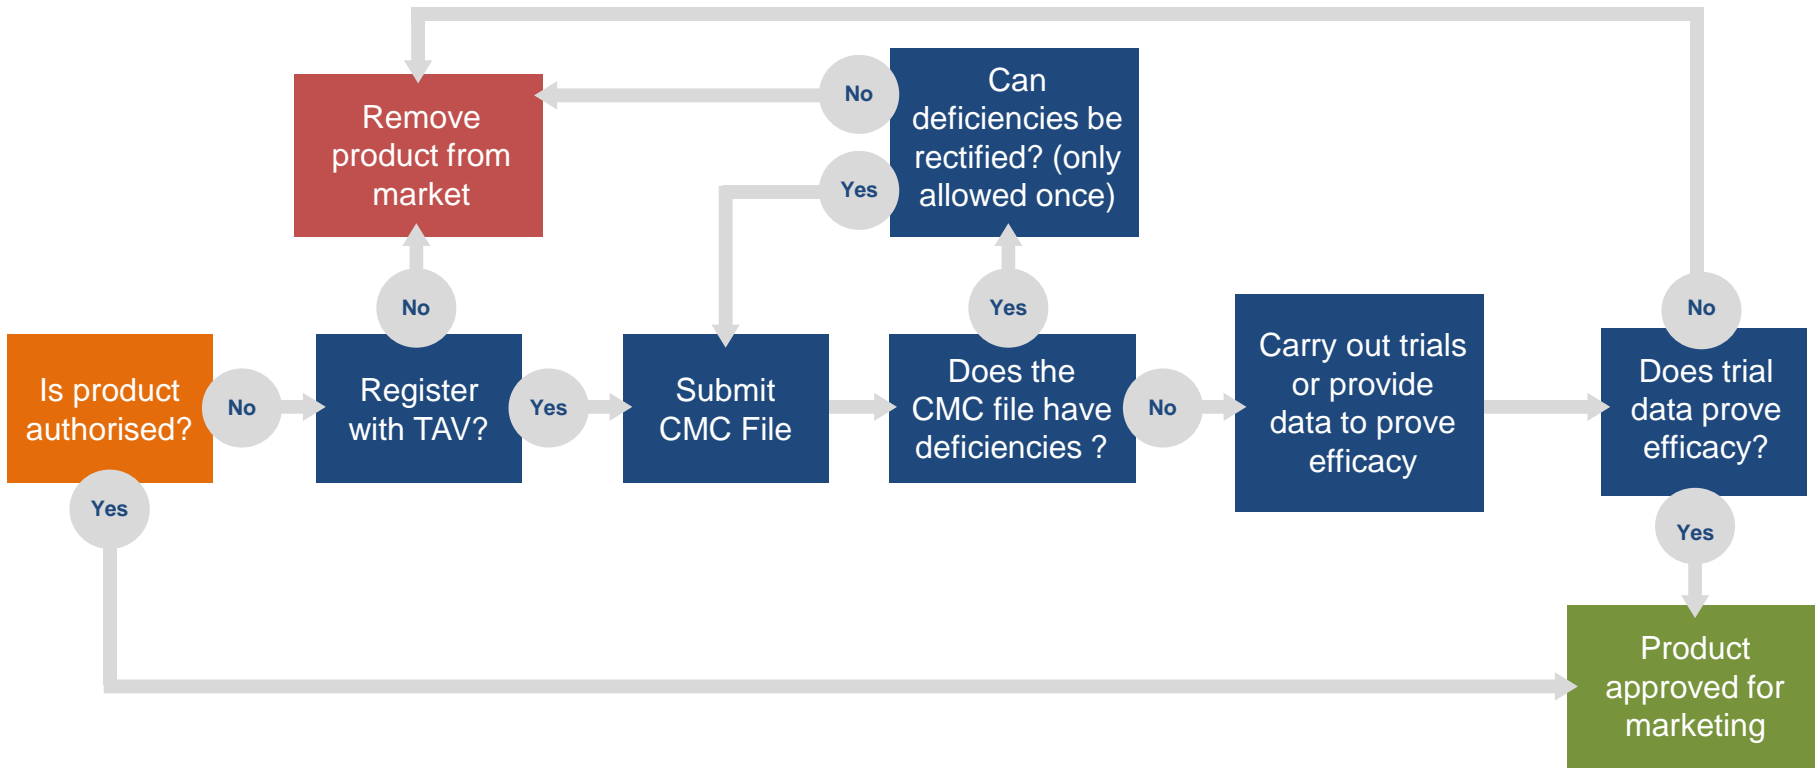 Remove
product from
market
No
Yes
Can
deficiencies be
rectified? (only
allowed once)
No
Yes
No
Is product
authorised?
No
Register
with TAV?
Yes
Submit
CMC File
Does the
CMC file have
deficiencies ?
No
Carry out trials
or provide
data to prove
efficacy
Does trial
data prove
efficacy?
Yes
Yes
Product
approved for
marketing